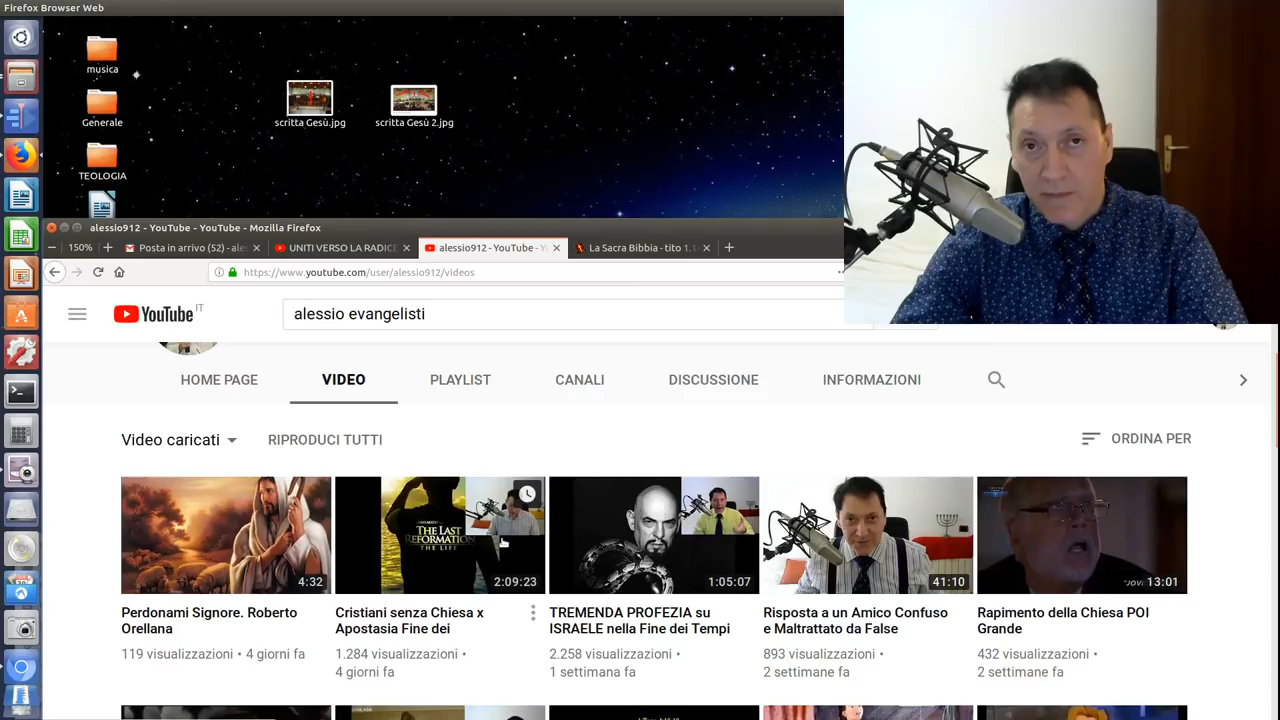 Firefox Browser Web
musica
Generale
TEOLOGIA
scritta Gesù.jpg
scritta Gesù 2.jpg
alessio912 - YouTube - YouTube - Mozilla Firefox
150%
Posta in arrivo (52) - ale
UNITI VERSO LA RADICE
alessio912 - YouTube - Y
La Sacra Bibbia - tito 1.1
https://www.youtube.com/user/alessio912/videos
YouTube IT
alessio evangelisti
HOME PAGE
VIDEO
PLAYLIST
CANALI
DISCUSSIONE
INFORMAZIONI
Video caricati
RIPRODUCI TUTTI
ORDINA PER
4:32
THE LAST
REFORMATION
THE LIFE
2:09:23
1:05:07
41:10
13:01
Perdonami Signore. Roberto
Orellana
119 visualizzazioni • 4 giorni fa
Cristiani senza Chiesa x
Apostasia Fine dei
1.284 visualizzazioni •
4 giorni fa
TREMENDA PROFEZIA su
ISRAELE nella Fine dei Tempi
2.258 visualizzazioni •
1 settimana fa
Risposta a un Amico Confuso
e Maltrattato da False
893 visualizzazioni •
2 settimane fa
Rapimento della Chiesa POI
Grande
432 visualizzazioni •
2 settimane fa